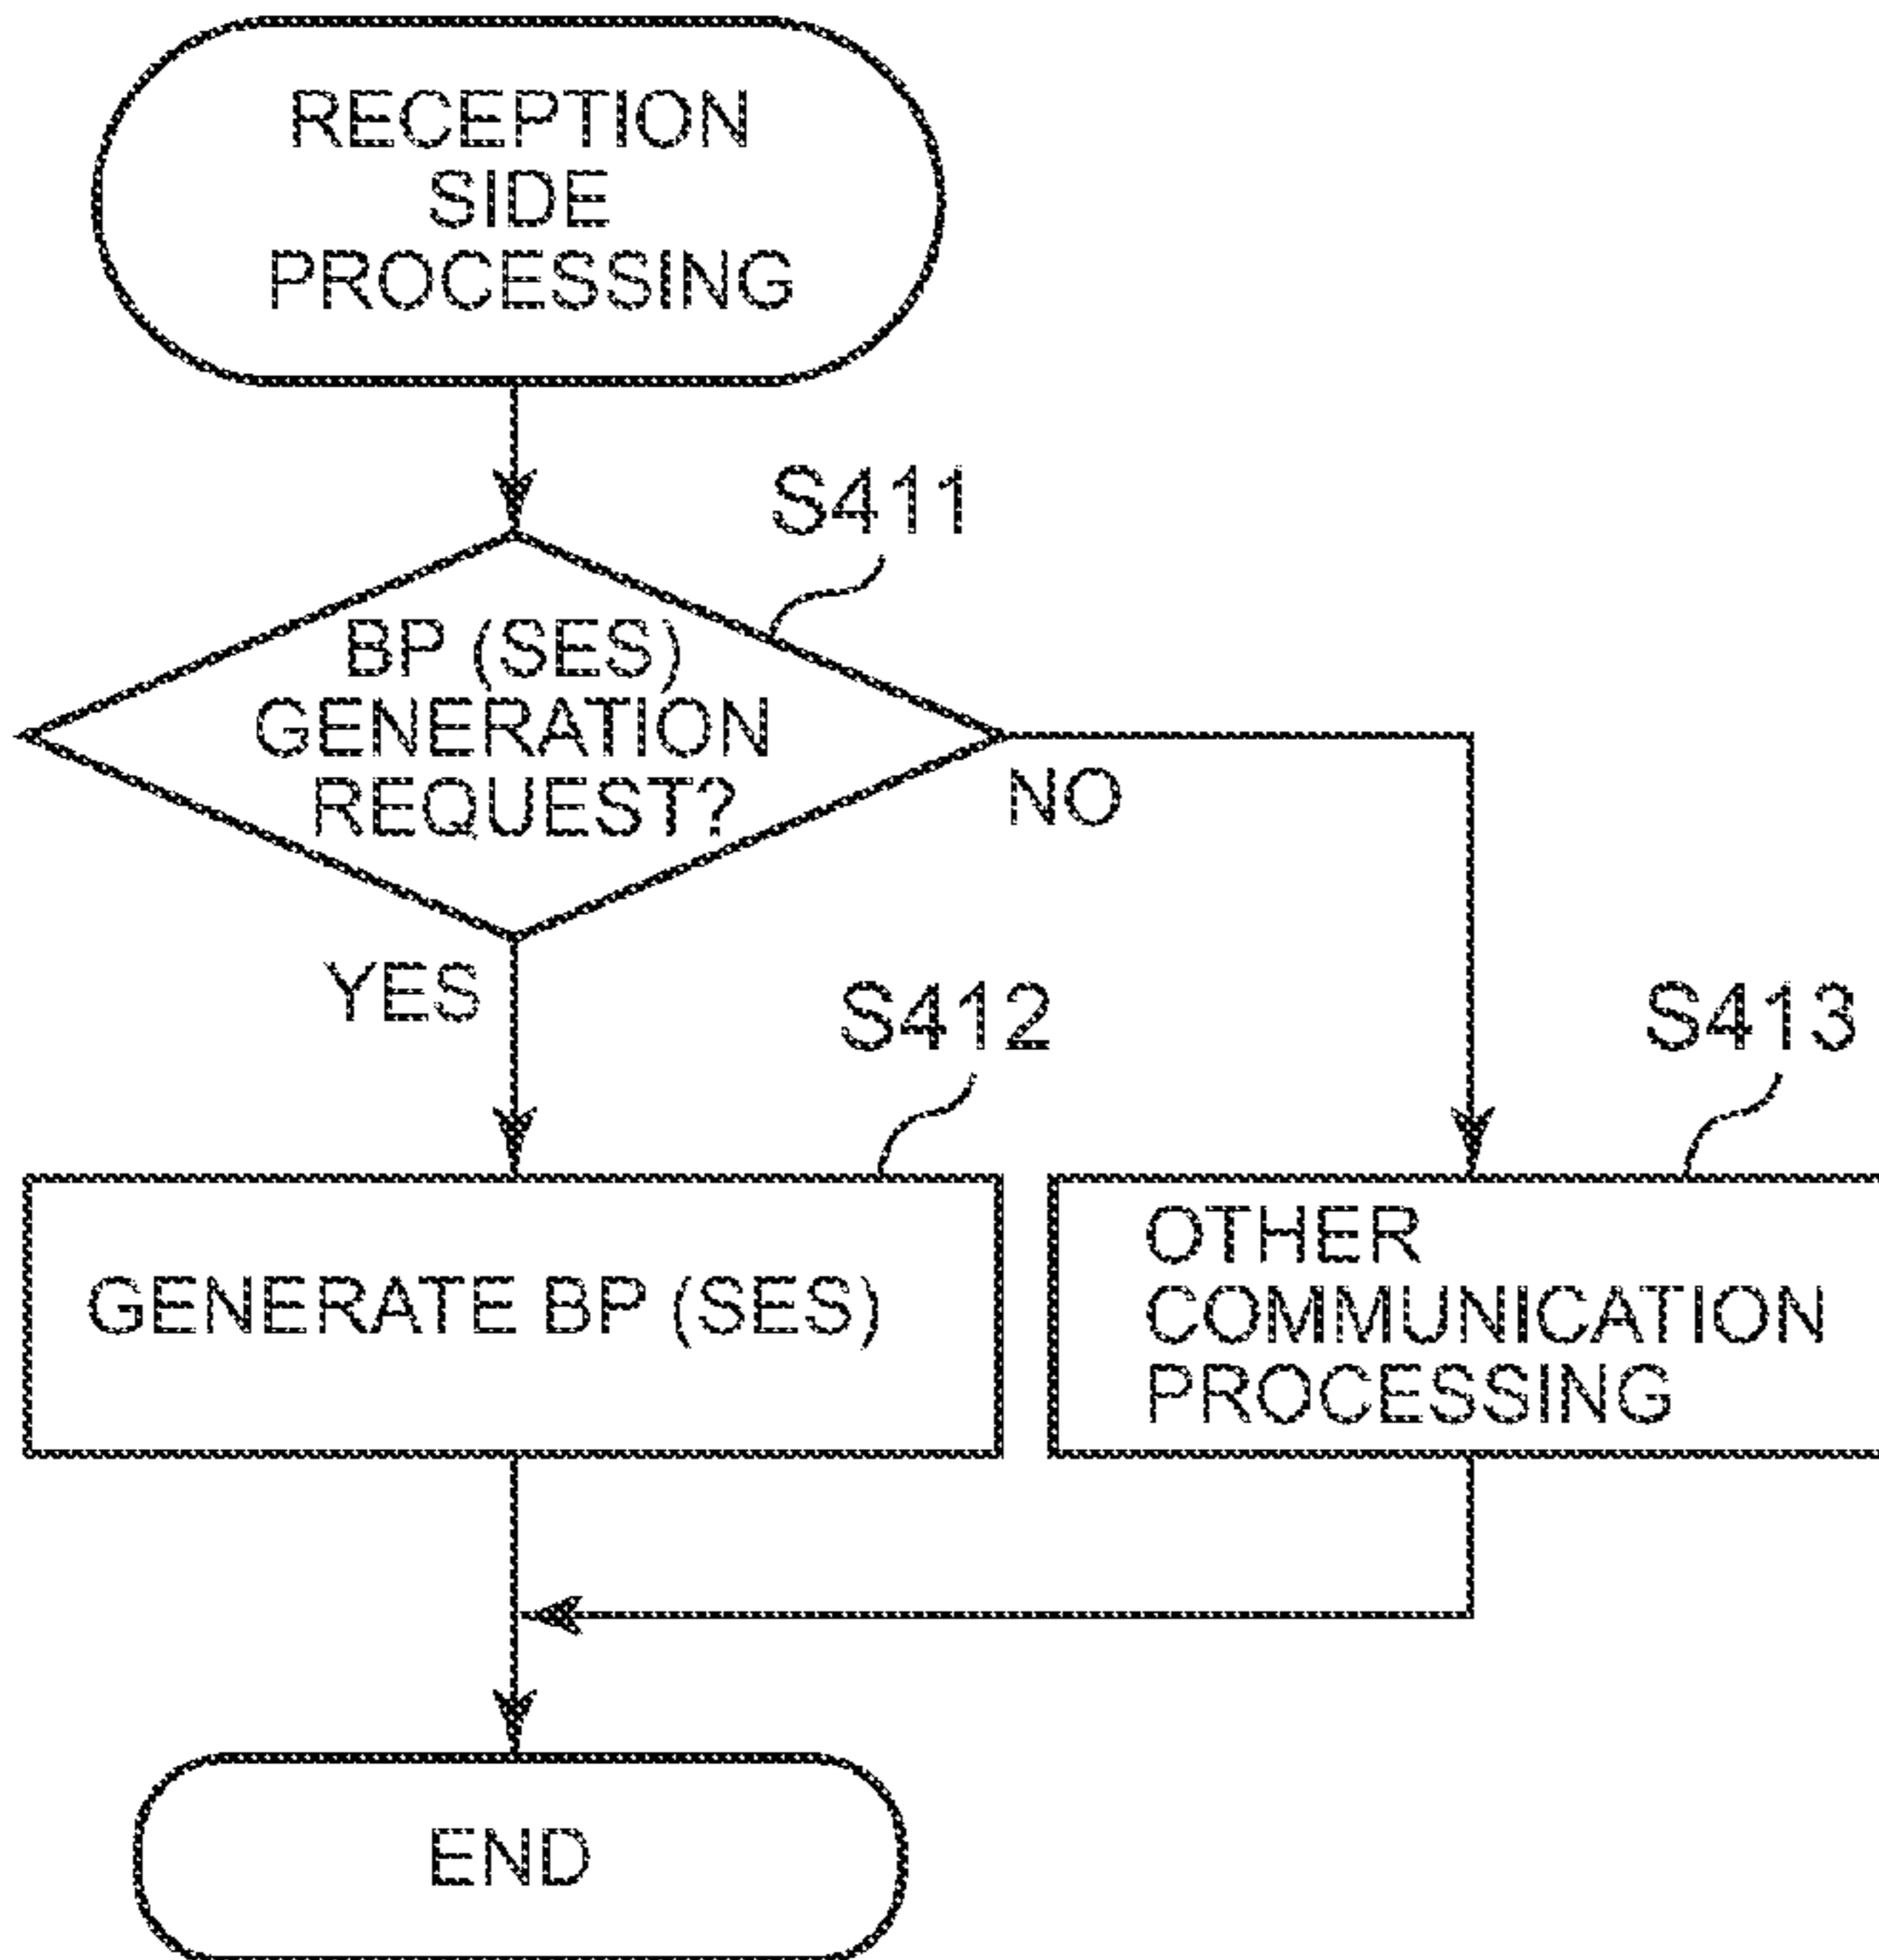 RECEPTION
SIDE
PROCESSING
S411
BP (SES)
GENERATION
REQUEST?
NO
YES
S412
S413
GENERATE BP (SES)
OTHER
COMMUNICATION
PROCESSING
END